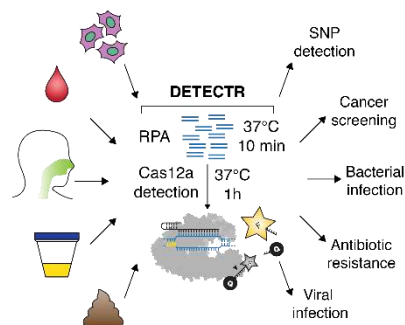 SNP
detection
DETECTR
RPA
37°C
10 min
Cancer
screening
Cas12a
detection
37°C
1h
Bacterial
infection
Q
Q
Antibiotic
resistance
Viral
infection